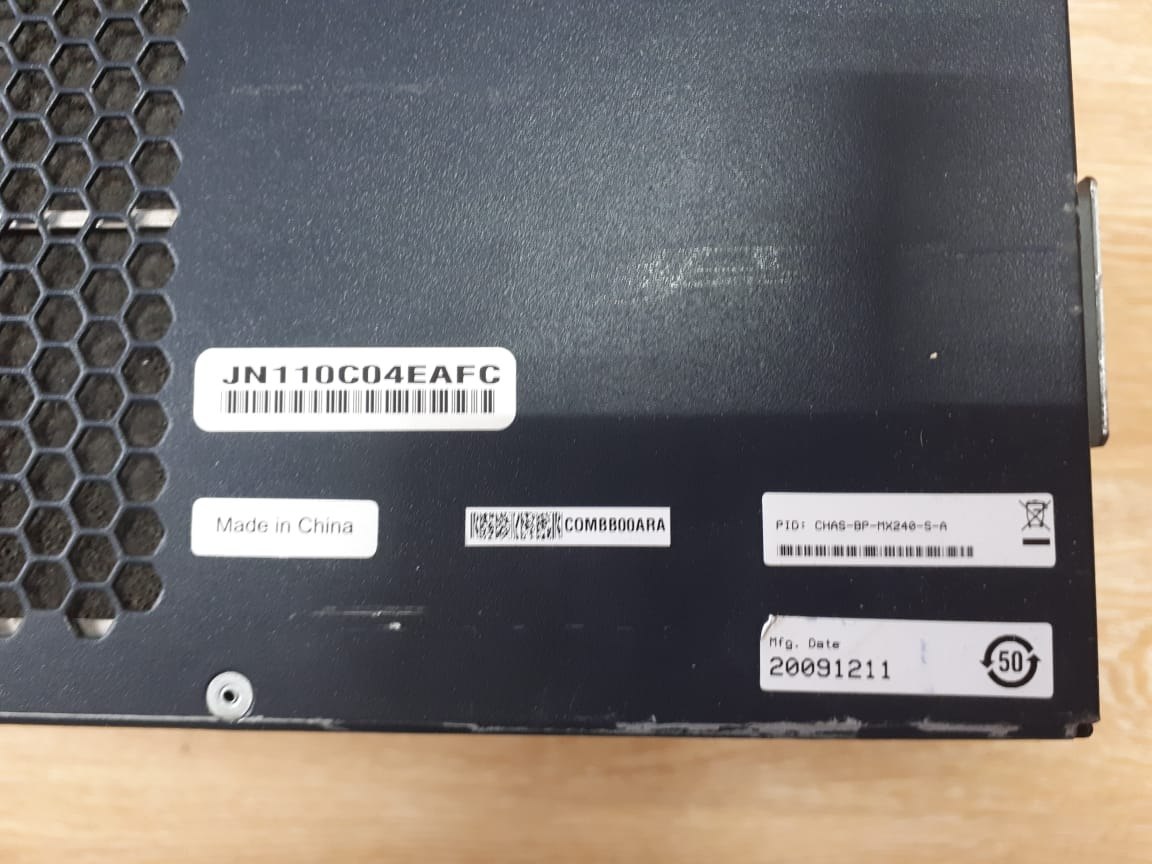 JN110C04EAFC
Made in China
COMBB00ARA
PID: CHAS-BP-MX240-S-A
Mfg. Date
20091211
50